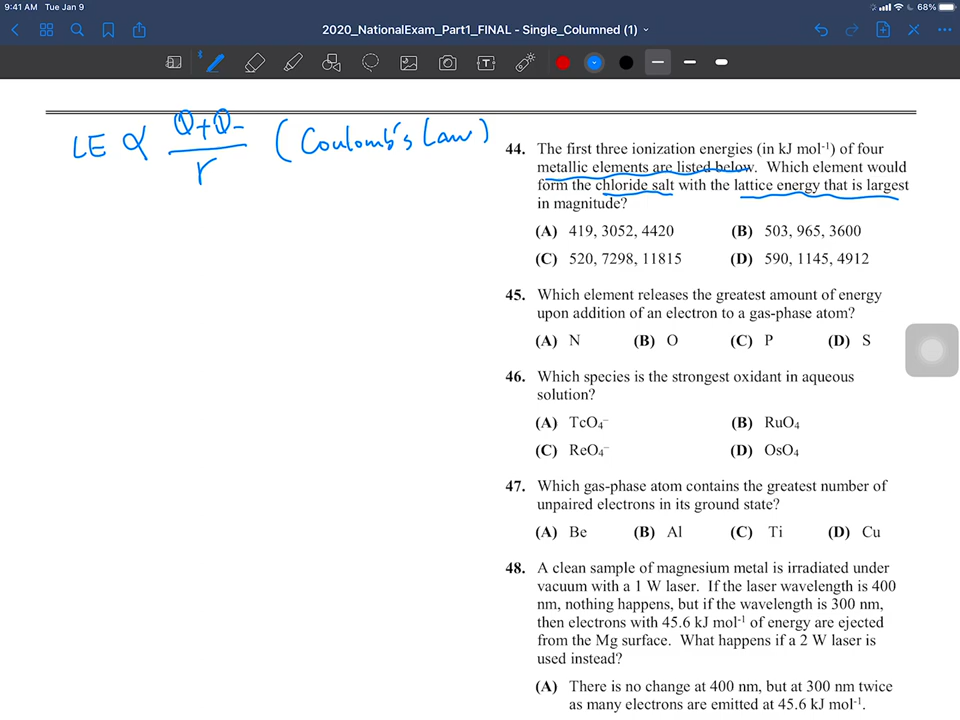 9:41 AM Tue Jan 9
68%
2020_NationalExam_Part1_FINAL - Single_Columned (1)
LE ∝ Q+Q- / r (Coulomb's Law)
44. The first three ionization energies (in kJ mol⁻¹) of four
metallic elements are listed below. Which element would
form the chloride salt with the lattice energy that is largest
in magnitude?
(A) 419, 3052, 4420 (B) 503, 965, 3600
(C) 520, 7298, 11815 (D) 590, 1145, 4912
45. Which element releases the greatest amount of energy
upon addition of an electron to a gas-phase atom?
(A) N (B) O (C) P (D) S
46. Which species is the strongest oxidant in aqueous
solution?
(A) TcO₄⁻ (B) RuO₄
(C) ReO₄⁻ (D) OsO₄
47. Which gas-phase atom contains the greatest number of
unpaired electrons in its ground state?
(A) Be (B) Al (C) Ti (D) Cu
48. A clean sample of magnesium metal is irradiated under
vacuum with a 1 W laser. If the laser wavelength is 400
nm, nothing happens, but if the wavelength is 300 nm,
then electrons with 45.6 kJ mol⁻¹ of energy are ejected
from the Mg surface. What happens if a 2 W laser is
used instead?
(A) There is no change at 400 nm, but at 300 nm twice
as many electrons are emitted at 45.6 kJ mol⁻¹.